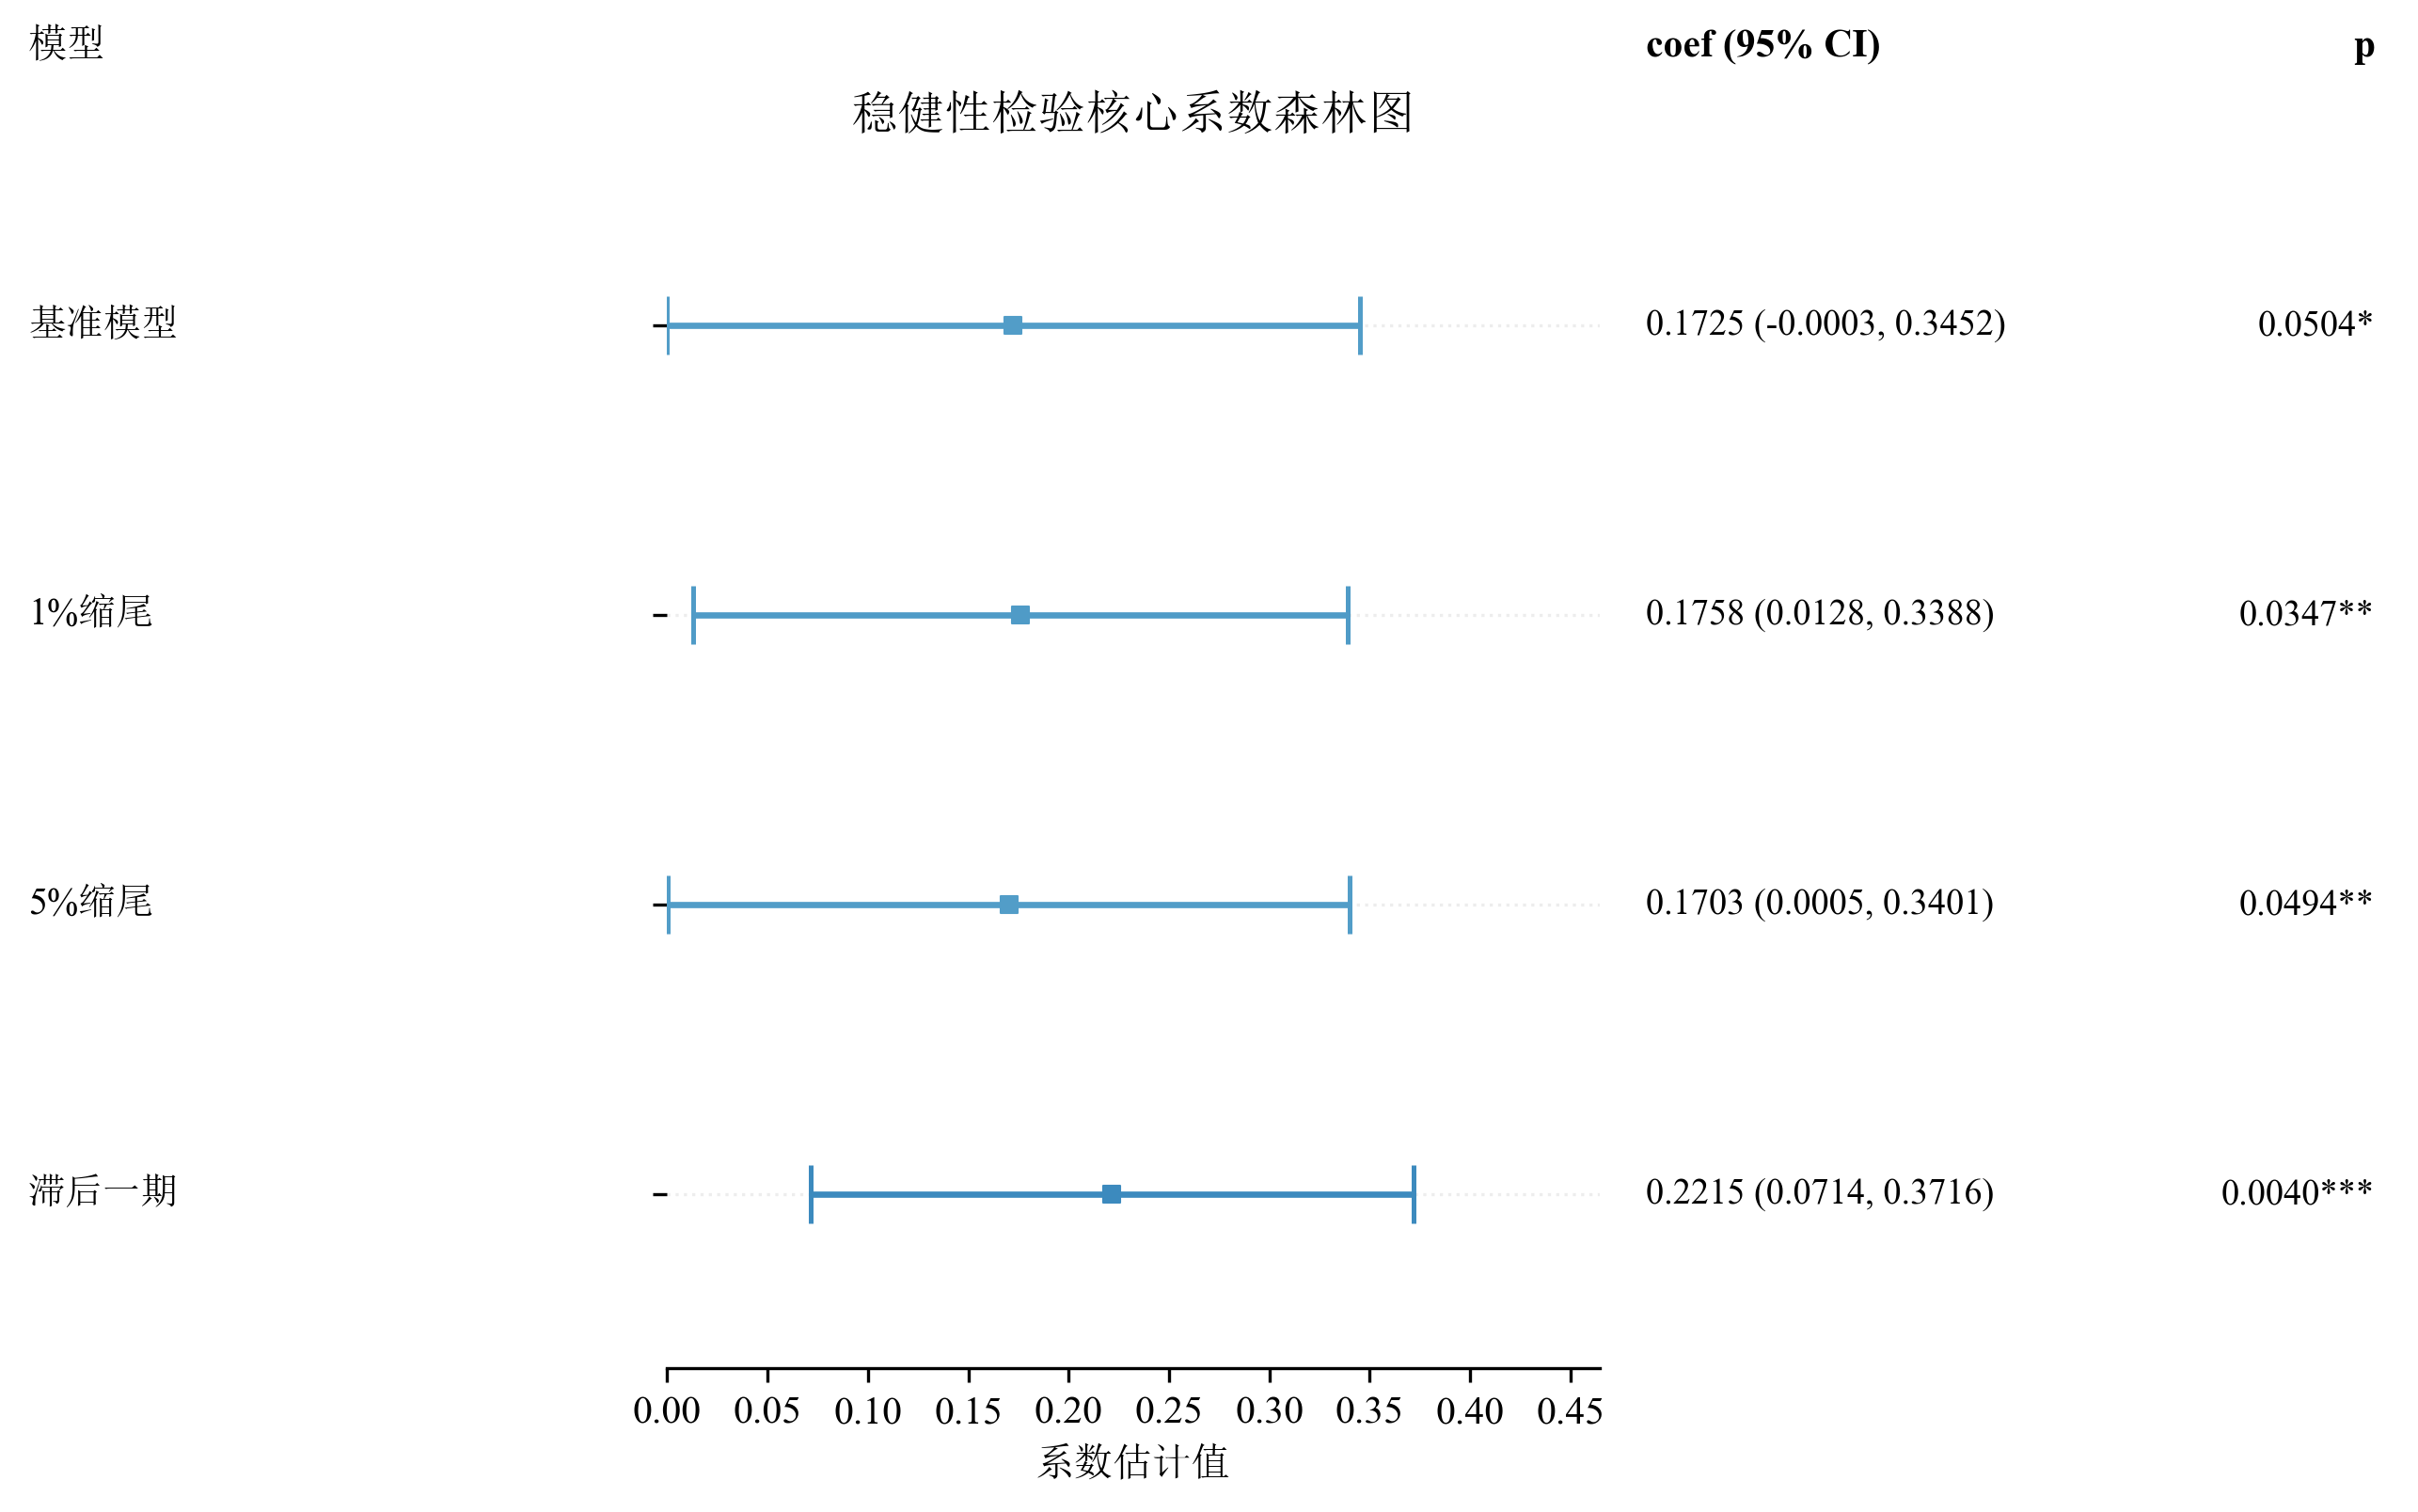 模型 coef (95% CI) p
稳健性检验核心系数森林图
基准模型 0.1725 (-0.0003, 0.3452) 0.0504*
1%缩尾 0.1758 (0.0128, 0.3388) 0.0347**
5%缩尾 0.1703 (0.0005, 0.3401) 0.0494**
滞后一期 0.2215 (0.0714, 0.3716) 0.0040***
0.00 0.05 0.10 0.15 0.20 0.25 0.30 0.35 0.40 0.45
系数估计值